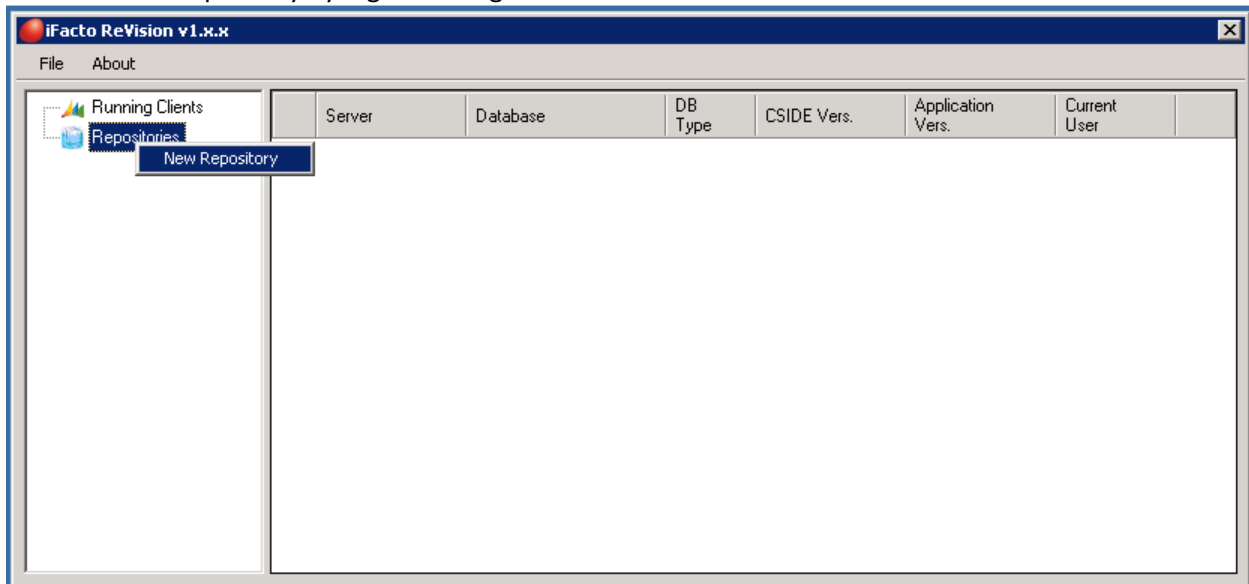 iFacto ReVision v1.x.x
File About
Running Clients
Repositories
New Repository
Server Database DB Type CSIDE Vers. Application Vers. Current User